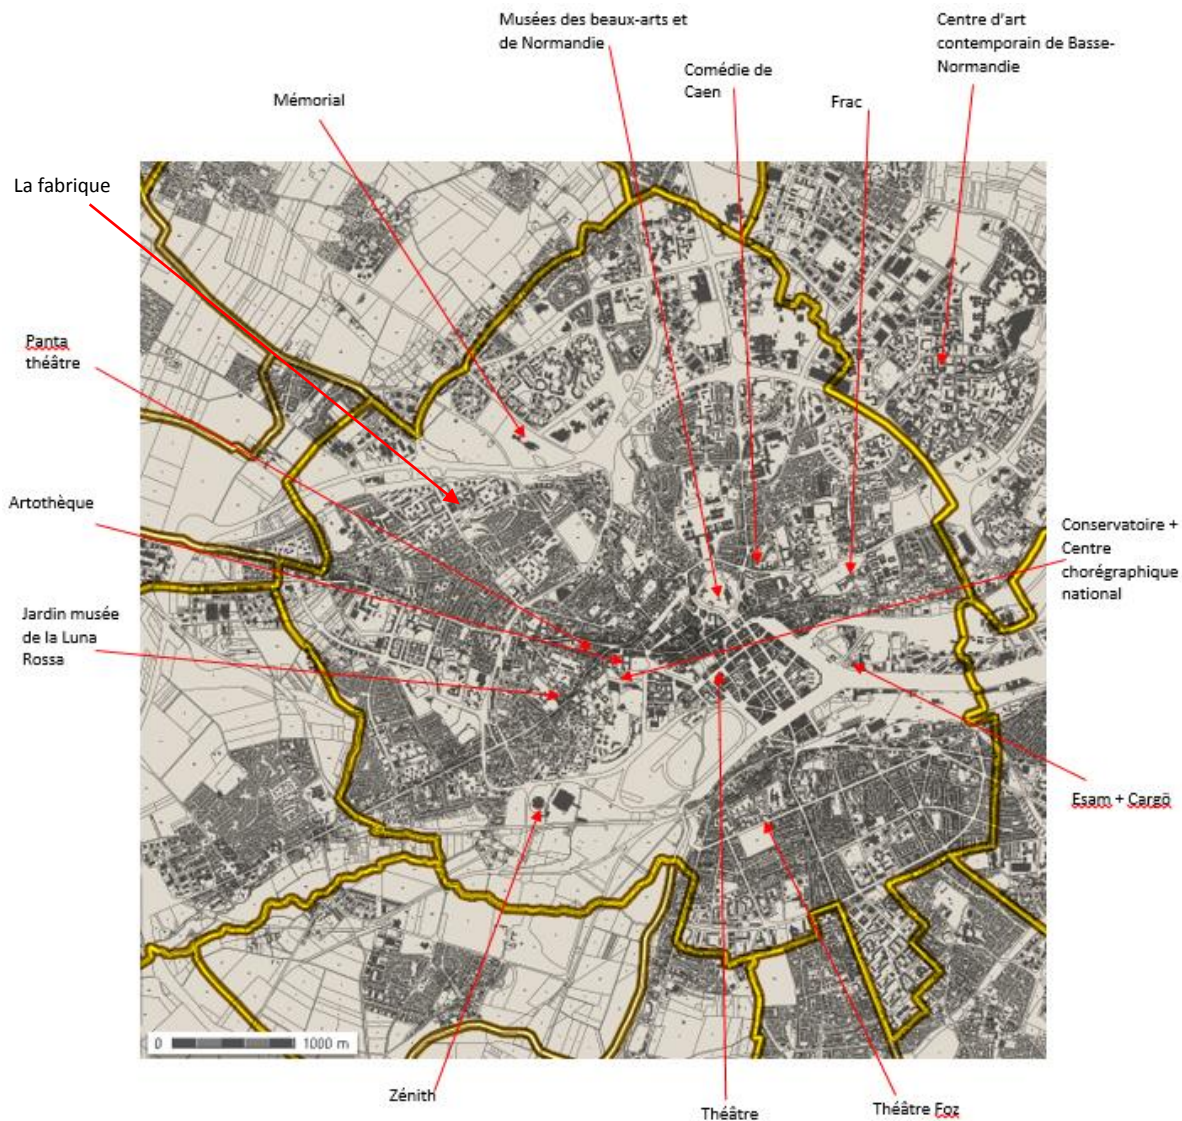 Musées des beaux-arts et
de Normandie
Centre d'art
contemporain de Basse-
Normandie
Comédie de
Caen
Frac
Mémorial
La fabrique
Panta
théâtre
Artothèque
Conservatoire +
Centre
chorégraphique
national
Jardin musée
de la Luna
Rossa
Esam + Cargö
0 1000 m
Zénith
Théâtre
Théâtre Foz